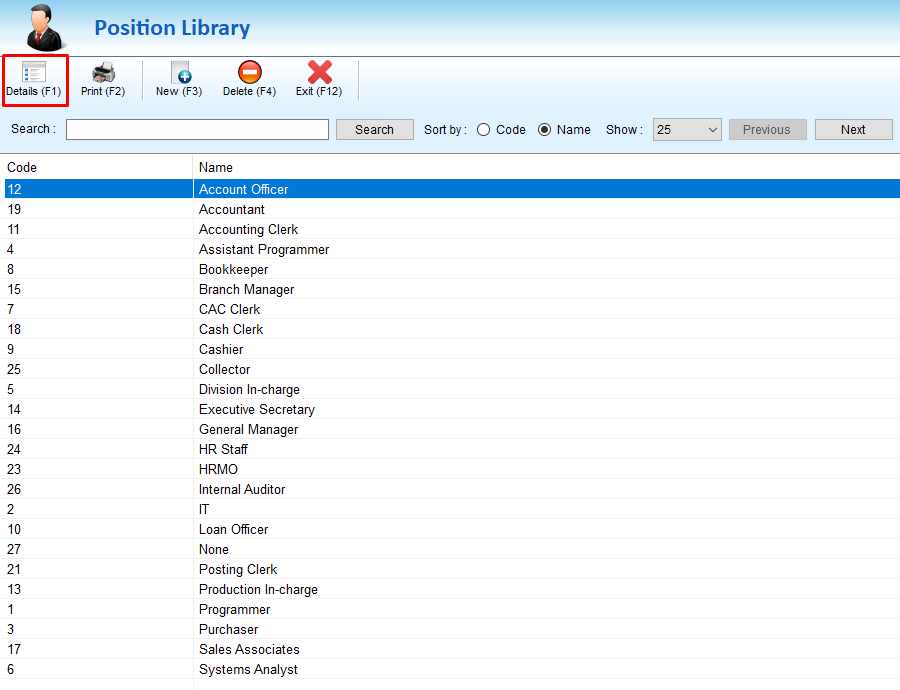 Position Library
Details (F1) Print (F2) New (F3) Delete (F4) Exit (F12)
Search : Search Sort by : Code Name Show : 25 Previous Next
Code Name
12 Account Officer
19 Accountant
11 Accounting Clerk
4 Assistant Programmer
8 Bookkeeper
15 Branch Manager
7 CAC Clerk
18 Cash Clerk
9 Cashier
25 Collector
5 Division In-charge
14 Executive Secretary
16 General Manager
24 HR Staff
23 HRMO
26 Internal Auditor
2 IT
10 Loan Officer
27 None
21 Posting Clerk
13 Production In-charge
1 Programmer
3 Purchaser
17 Sales Associates
6 Systems Analyst